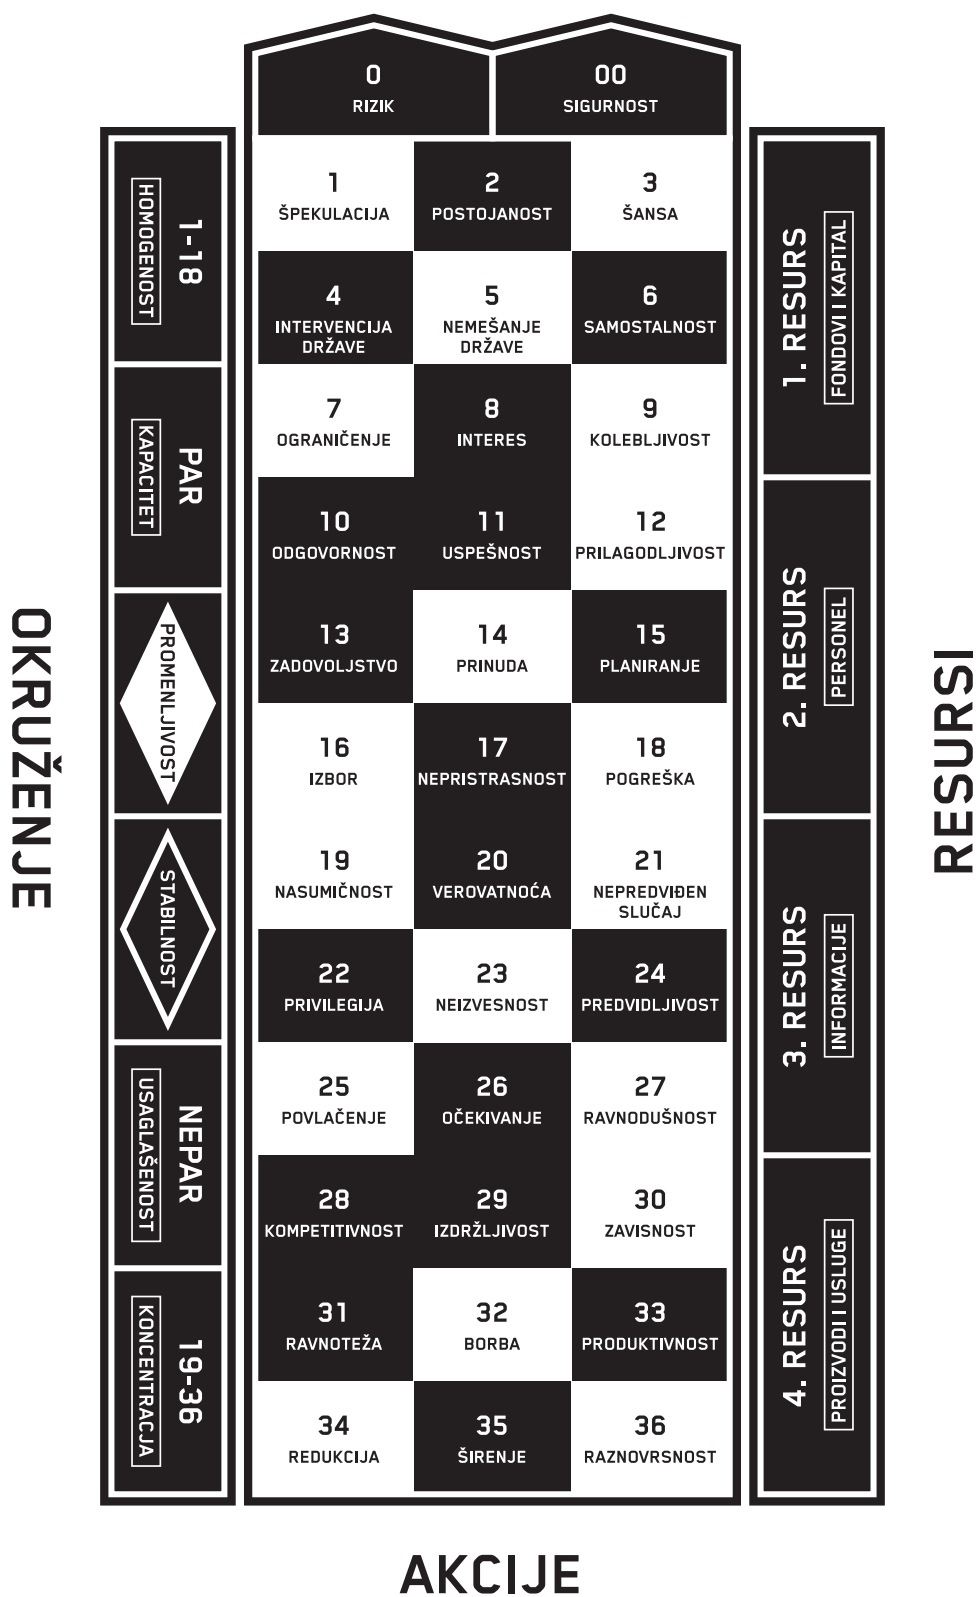 0
RIZIK
00
SIGURNOST
1
ŠPEKULACIJA
2
POSTOJANOST
3
ŠANSA
4
INTERVENCIJA
DRŽAVE
5
NEMEŠANJE
DRŽAVE
6
SAMOSTALNOST
7
OGRANIČENJE
8
INTERES
9
KOLEBLJIVOST
10
ODGOVORNOST
11
USPEŠNOST
12
PRILAGODLJIVOST
13
ZADOVOLJSTVO
14
PRINUDA
15
PLANIRANJE
16
IZBOR
17
NEPRISTRASNOST
18
POGREŠKA
19
NASUMIČNOST
20
VEROVATNOĆA
21
NEPREDVIĐEN
SLUČAJ
22
PRIVILEGIJA
23
NEIZVESNOST
24
PREDVIDLJIVOST
25
POVLAČENJE
26
OČEKIVANJE
27
RAVNODUŠNOST
28
KOMPETITIVNOST
29
IZDRŽLJIVOST
30
ZAVISNOST
31
RAVNOTEŽA
32
BORBA
33
PRODUKTIVNOST
34
REDUKCIJA
35
ŠIRENJE
36
RAZNOVRSNOST
OKRUŽENJE
1-18
HOMOGENOST
PAR
KAPACITET
PROMENLJIVOST
STABILNOST
NEPAR
USAGLAŠENOST
19-36
KONCENTRACJA
RESURSI
1. RESURS
FONDOVI I KAPITAL
2. RESURS
PERSONEL
3. RESURS
INFORMACIJE
4. RESURS
PROIZVODI I USLUGE
AKCIJE